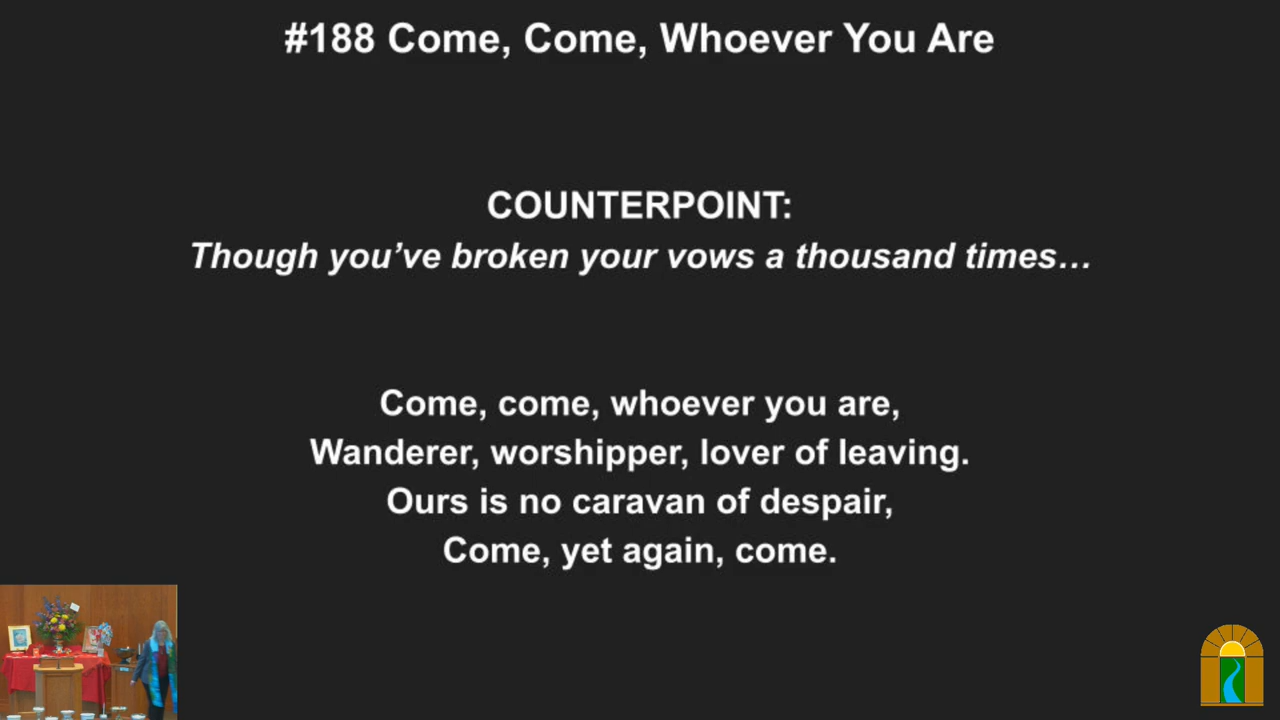 #188 Come, Come, Whoever You Are
COUNTERPOINT:
Though you’ve broken your vows a thousand times…
Come, come, whoever you are,
Wanderer, worshipper, lover of leaving.
Ours is no caravan of despair,
Come, yet again, come.